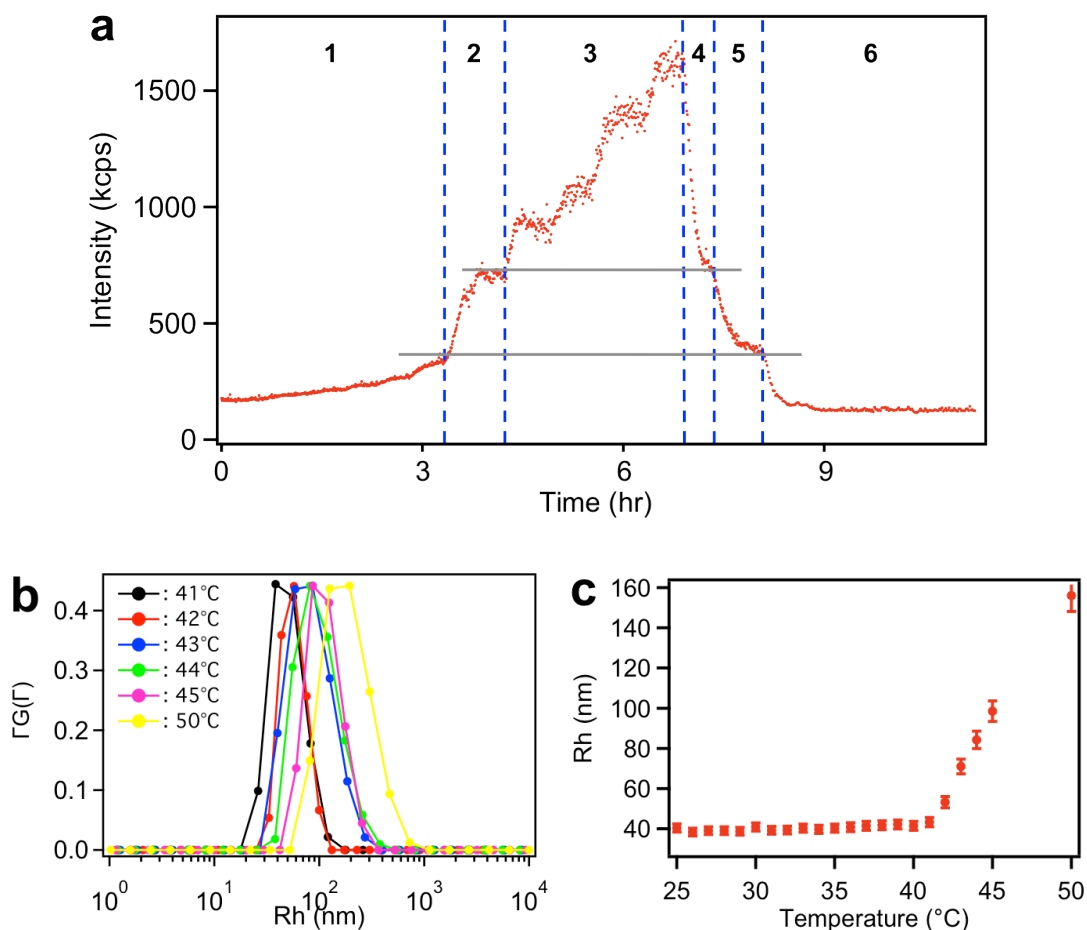 a
1 2 3 4 5 6
1500
1000
500
0
Intensity (kcps)
0 3 6 9
Time (hr)
b
: 41°C
: 42°C
: 43°C
: 44°C
: 45°C
: 50°C
0.4
0.3
0.2
0.1
0.0
ΓG(Γ)
10⁰ 10¹ 10² 10³ 10⁴
Rh (nm)
c
160
140
120
100
80
60
40
Rh (nm)
25 30 35 40 45 50
Temperature (°C)